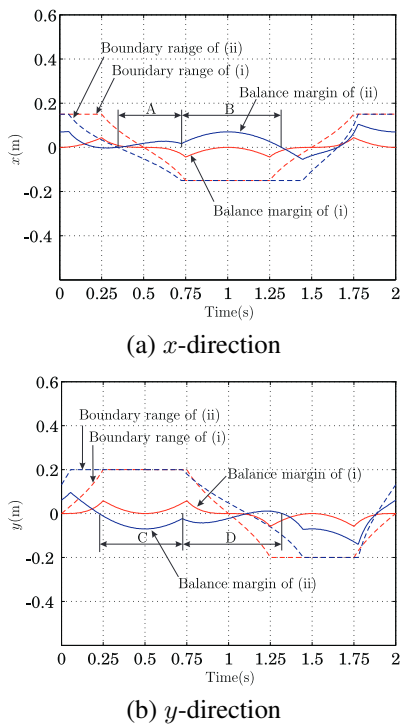 0.6
Boundary range of (ii)
Boundary range of (i)
0.4
Balance margin of (ii)
A
B
0.2
x(m)
0
-0.2
Balance margin of (i)
-0.4
0
0.25
0.5
0.75
1
1.25
1.5
1.75
2
Time(s)
(a) x-direction
0.6
Boundary range of (ii)
0.4
Boundary range of (i)
Balance margin of (i)
0.2
y(m)
0
C
D
-0.2
Balance margin of (ii)
-0.4
0
0.25
0.5
0.75
1
1.25
1.5
1.75
2
Time(s)
(b) y-direction